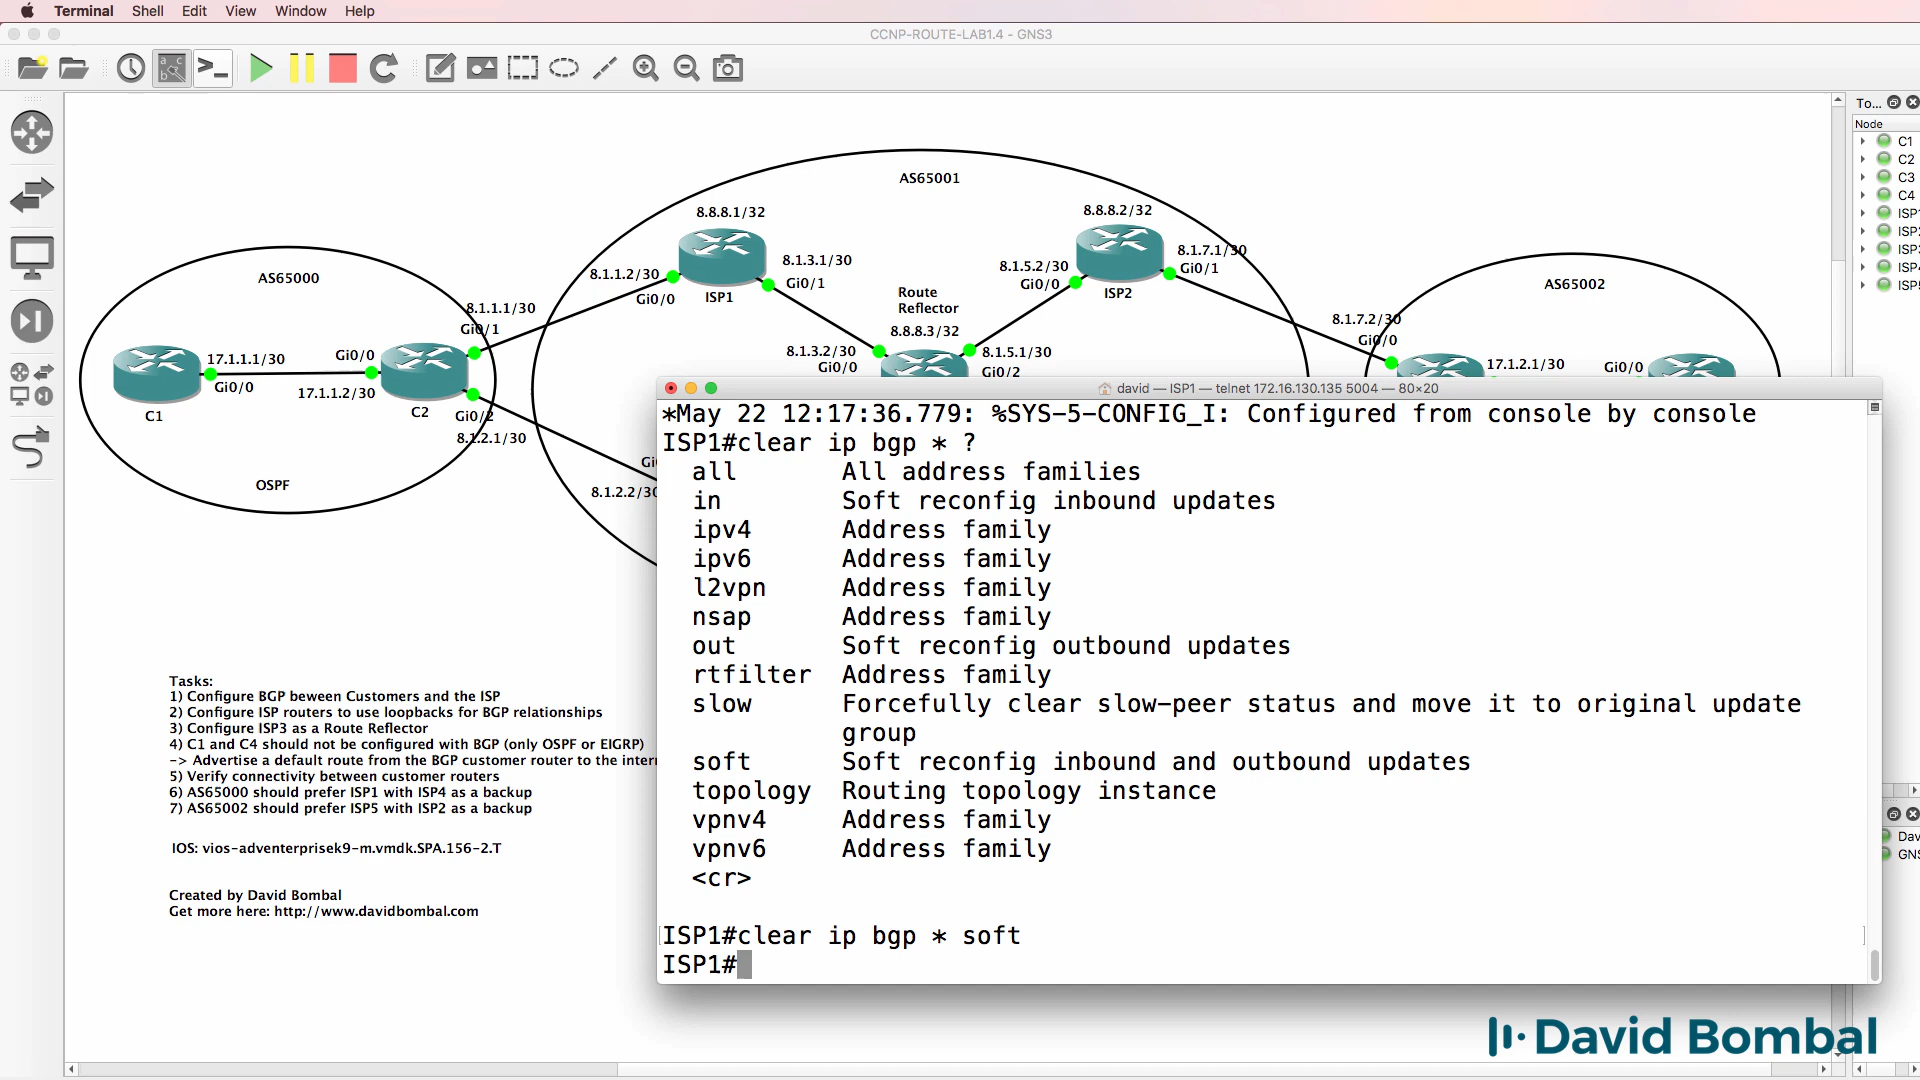 Terminal Shell Edit View Window Help
CCNP-ROUTE-LAB1.4 - GNS3
To...
Node
C1
C2
C3
C4
ISP1
ISP2
ISP3
ISP4
ISP5
AS65001
8.8.8.1/32
8.8.8.2/32
8.1.7.1/30
Gi0/1
8.1.3.1/30
Gi0/1
8.1.1.2/30
Gi0/0
ISP1
8.1.5.2/30
Gi0/0
ISP2
AS65000
AS65002
Route
Reflector
8.8.8.3/32
8.1.1.1/30
Gi0/1
8.1.7.2/30
Gi0/0
8.1.3.2/30
Gi0/0
8.1.5.1/30
Gi0/2
17.1.1.1/30
Gi0/0
Gi0/0
17.1.1.2/30
17.1.2.1/30
Gi0/0
C1
C2
Gi0/2
8.1.2.1/30
Gi
8.1.2.2/30
OSPF
Tasks:
1) Configure BGP beween Customers and the ISP
2) Configure ISP routers to use loopbacks for BGP relationships
3) Configure ISP3 as a Route Reflector
4) C1 and C4 should not be configured with BGP (only OSPF or EIGRP)
-> Advertise a default route from the BGP customer router to the inter
5) Verify connectivity between customer routers
6) AS65000 should prefer ISP1 with ISP4 as a backup
7) AS65002 should prefer ISP5 with ISP2 as a backup
IOS: vios-adventerprisek9-m.vmdk.SPA.156-2.T
Created by David Bombal
Get more here: http://www.davidbombal.com
david — ISP1 — telnet 172.16.130.135 5004 — 80×20
*May 22 12:17:36.779: %SYS-5-CONFIG_I: Configured from console by console
ISP1#clear ip bgp * ?
all All address families
in Soft reconfig inbound updates
ipv4 Address family
ipv6 Address family
l2vpn Address family
nsap Address family
out Soft reconfig outbound updates
rtfilter Address family
slow Forcefully clear slow-peer status and move it to original update
group
soft Soft reconfig inbound and outbound updates
topology Routing topology instance
vpnv4 Address family
vpnv6 Address family
<cr>
ISP1#clear ip bgp * soft
ISP1#
Dav
GNS
David Bombal